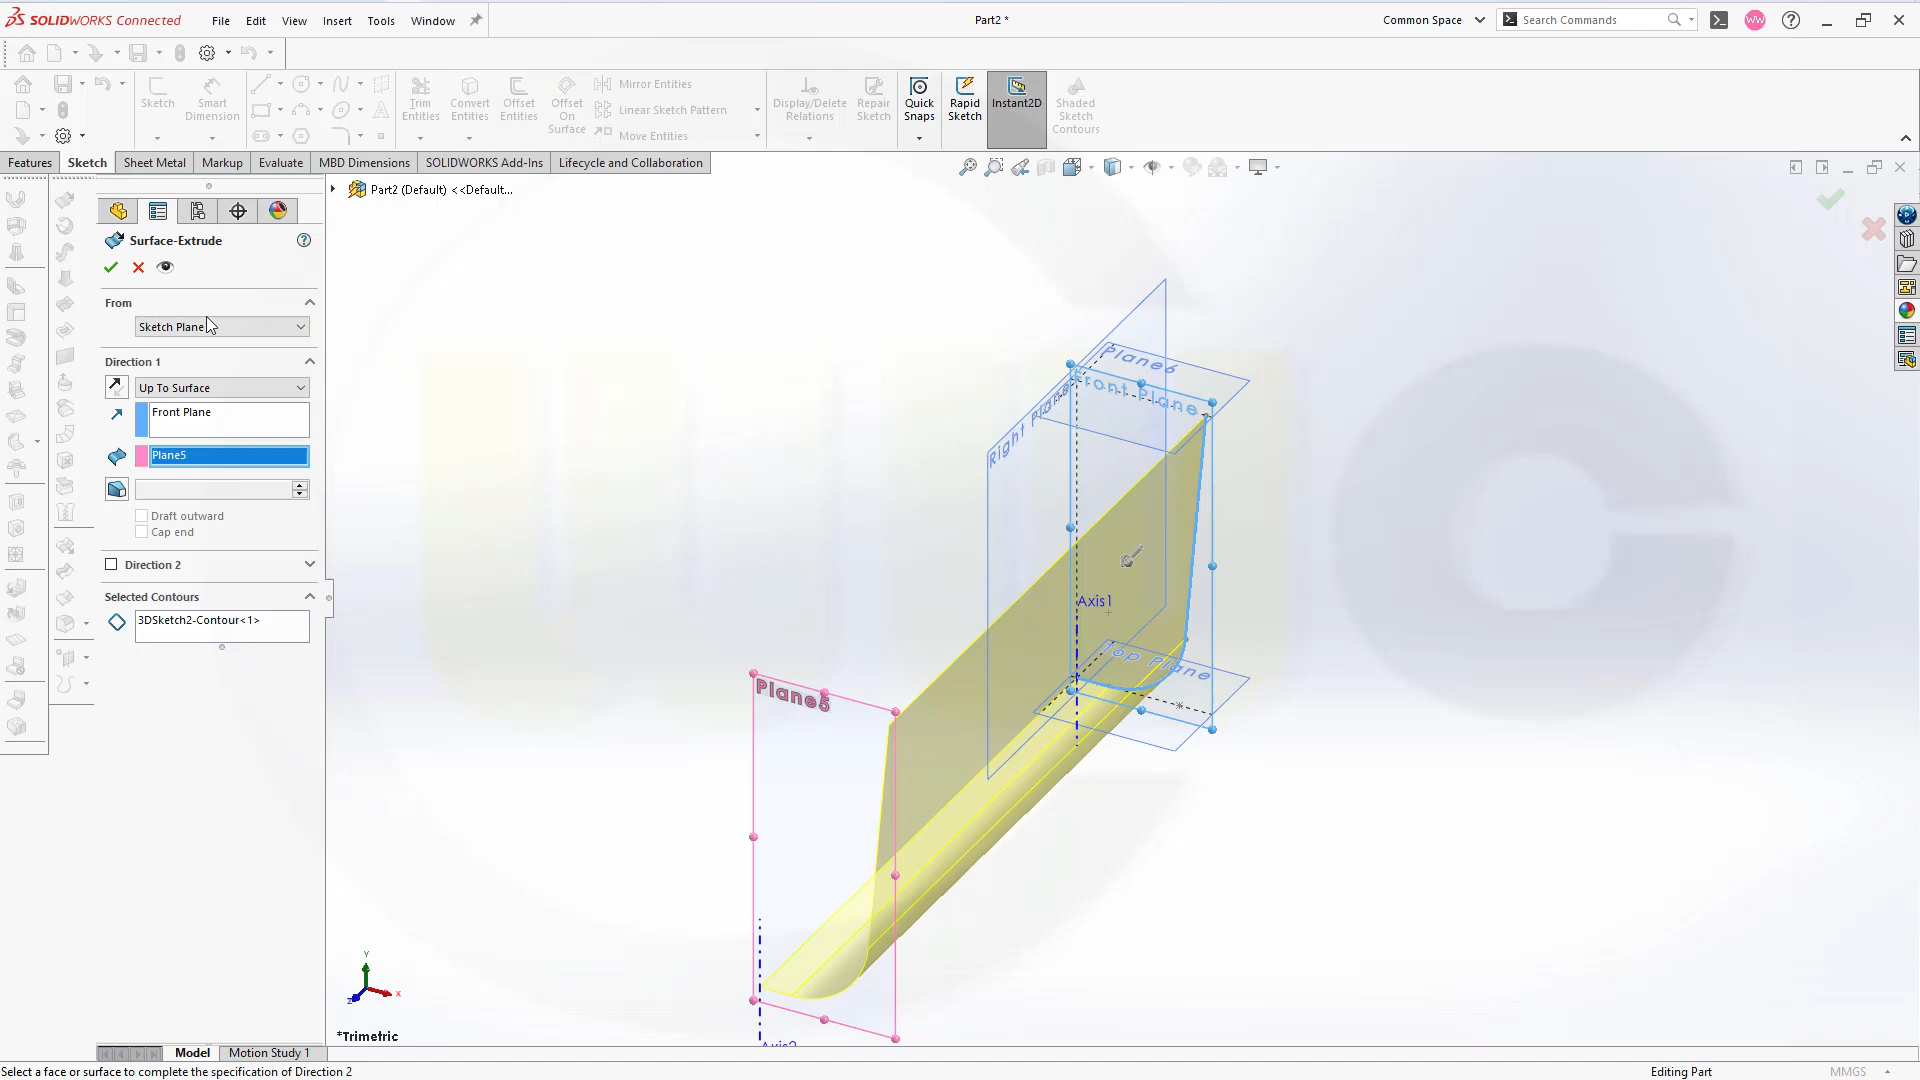 SOLIDWORKS Connected
File
Edit
View
Insert
Tools
Window
Part2 *
Common Space
Search Commands
WW
Sketch
Smart Dimension
Trim Entities
Convert Entities
Offset Entities
Offset On Surface
Mirror Entities
Linear Sketch Pattern
Move Entities
Display/Delete Relations
Repair Sketch
Quick Snaps
Rapid Sketch
Instant2D
Shaded Sketch Contours
Features
Sketch
Sheet Metal
Markup
Evaluate
MBD Dimensions
SOLIDWORKS Add-Ins
Lifecycle and Collaboration
Part2 (Default) <<Default...
Surface-Extrude
From
Sketch Plane
Direction 1
Up To Surface
Front Plane
Plane5
Draft outward
Cap end
Direction 2
Selected Contours
3DSketch2-Contour<1>
Plane6
Front Plane
Right Plane
Axis1
Top Plane
Plane5
Axis2
Y
X
Z
*Trimetric
Model
Motion Study 1
Select a face or surface to complete the specification of Direction 2
Editing Part
MMGS